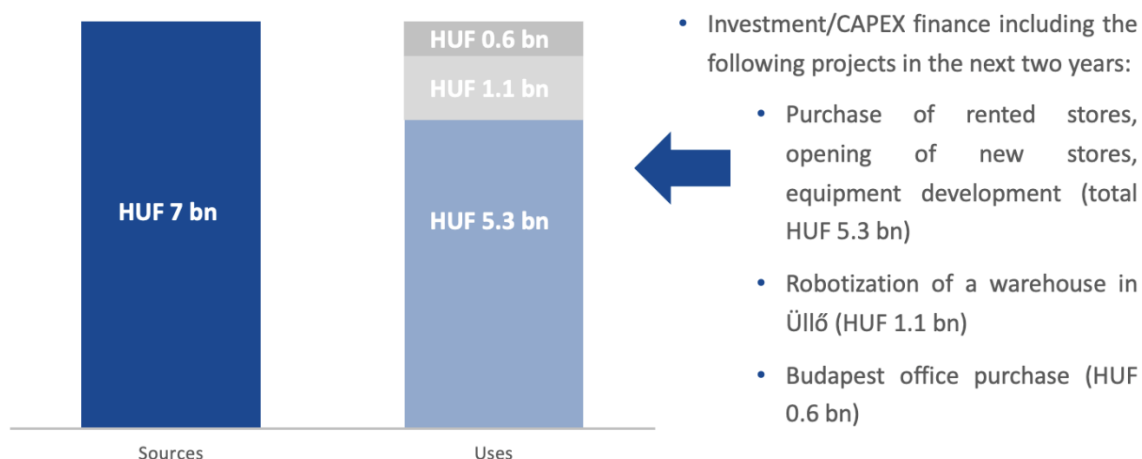 HUF 7 bn
Sources
HUF 0.6 bn
HUF 1.1 bn
HUF 5.3 bn
Uses
• Investment/CAPEX finance including the
following projects in the next two years:
• Purchase of rented stores,
opening of new stores,
equipment development (total
HUF 5.3 bn)
• Robotization of a warehouse in
Üllő (HUF 1.1 bn)
• Budapest office purchase (HUF
0.6 bn)